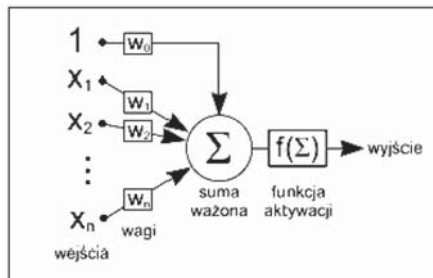 1 w₀
x₁
w₁
x₂ w₂
Σ f(Σ) wyjście
⋮
suma ważona
funkcja aktywacji
wₙ
xₙ
wagi
wejścia